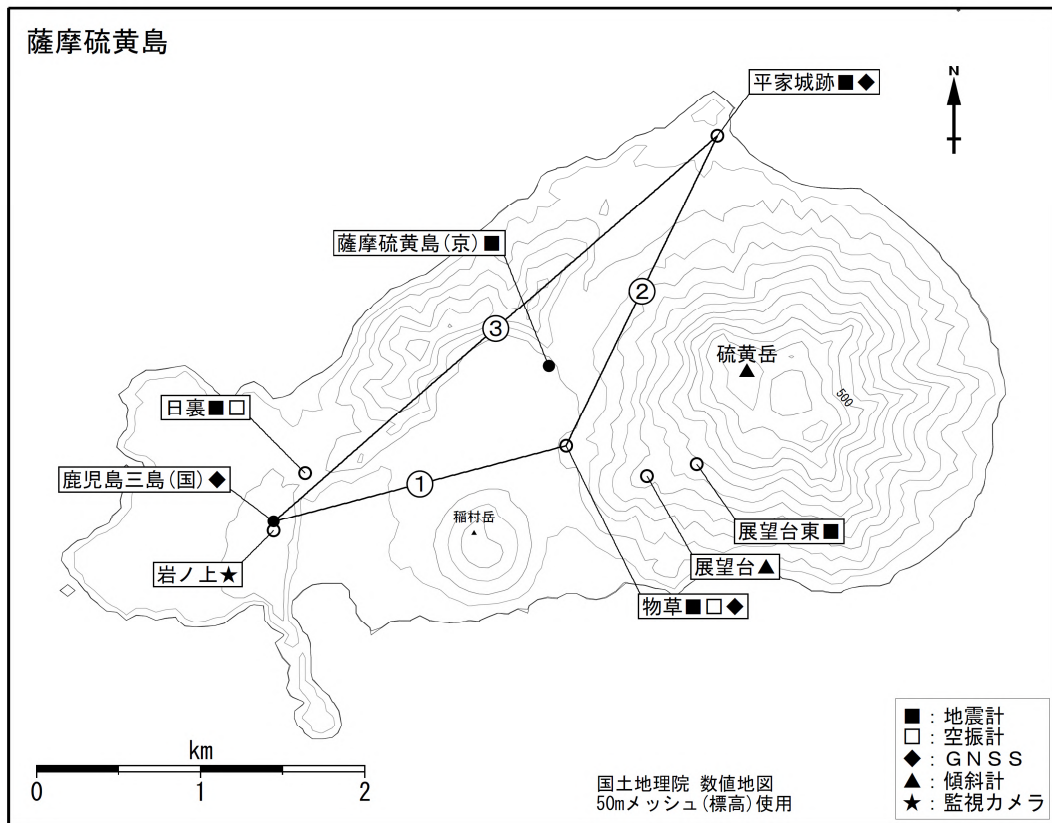 薩摩硫黄島
N
平家城跡■◆
薩摩硫黄島(京)■
②
③
硫黄岳
500
日裏■□
鹿児島三島(国)◆
①
稲村岳
展望台東■
岩ノ上★
展望台▲
物草■□◆
km
0 1 2
国土地理院 数値地図
50mメッシュ(標高)使用
■：地震計
□：空振計
◆：ＧＮＳＳ
▲：傾斜計
★：監視カメラ